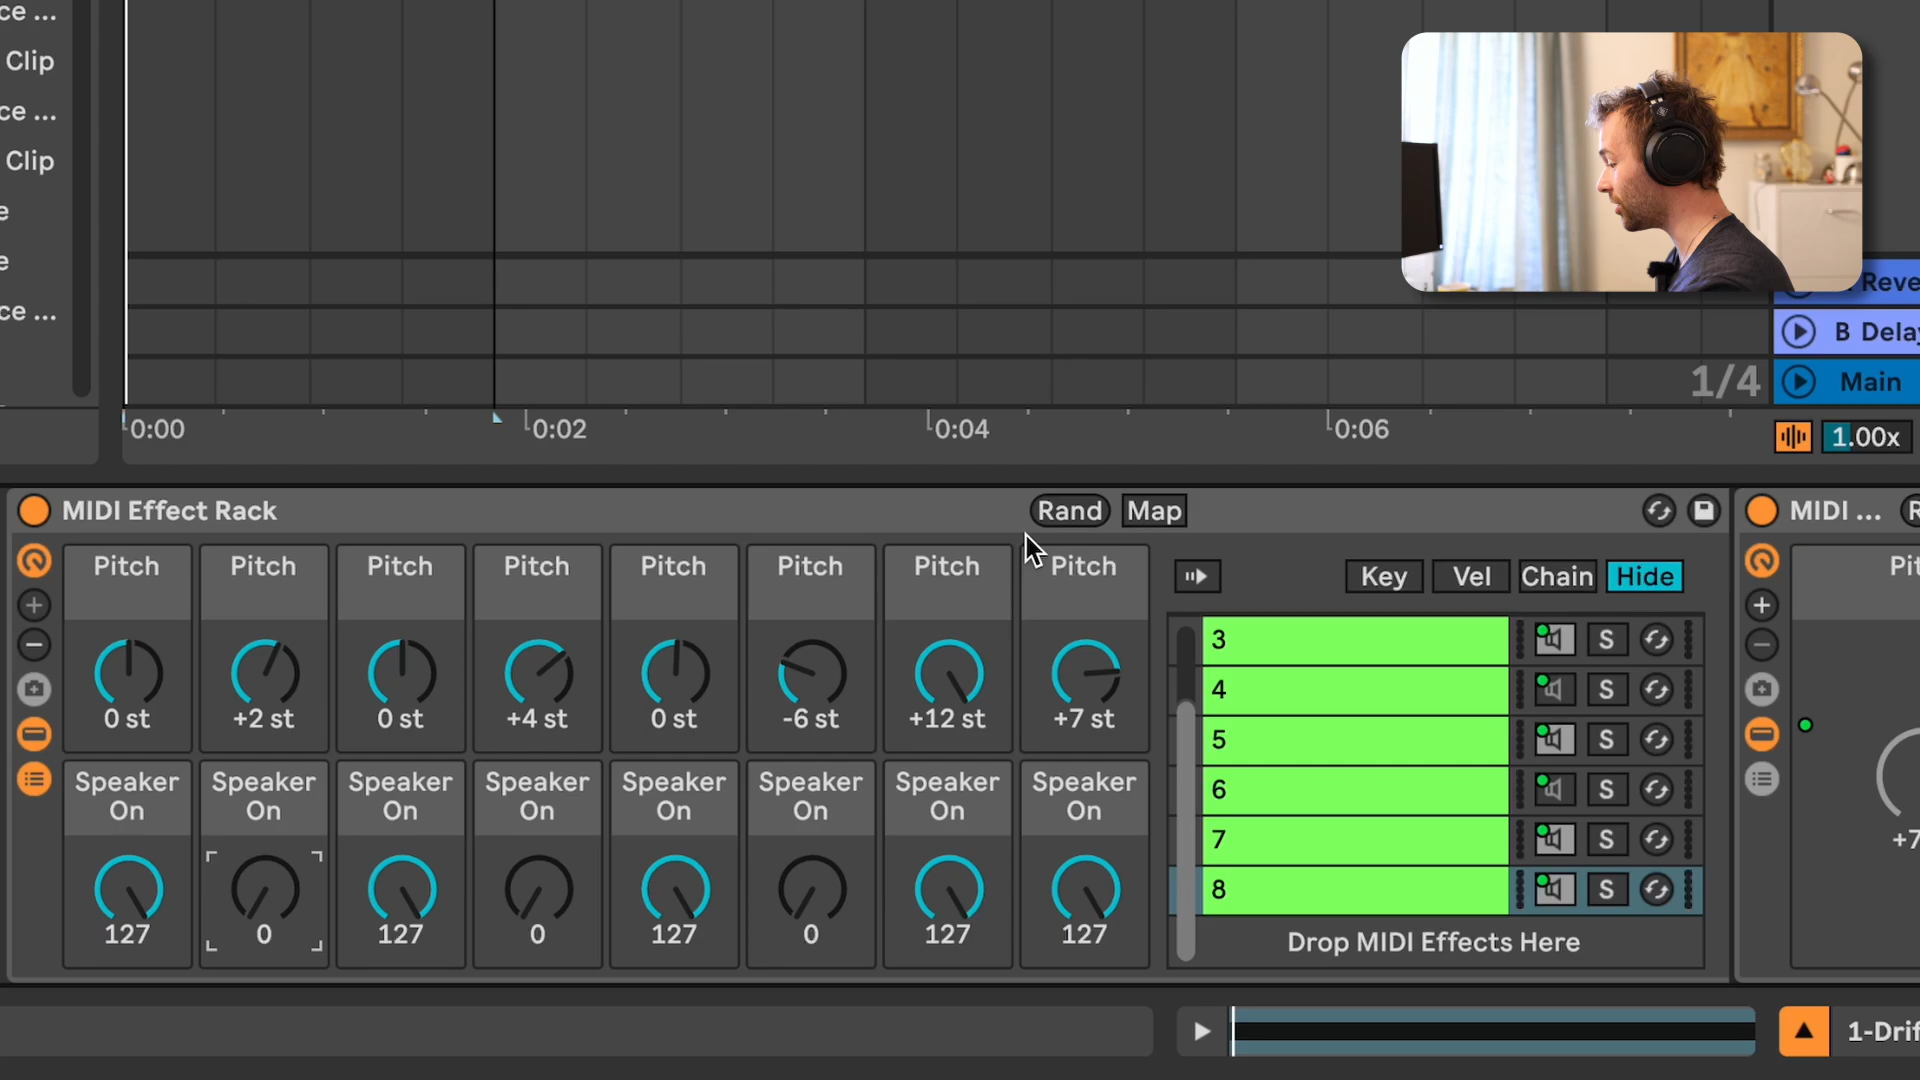 ce ...
Clip
ce ...
Clip
e
e
ce ...
Reve
B Delay
1/4 Main
0:00 0:02 0:04 0:06 1.00x
MIDI Effect Rack Rand Map MIDI ... R
Pitch Pitch Pitch Pitch Pitch Pitch Pitch Pitch Key Vel Chain Hide Pit
0 st +2 st 0 st +4 st 0 st -6 st +12 st +7 st
3 S
4 S
5 S
6 S
7 S
8 S
+7
Speaker On Speaker On Speaker On Speaker On Speaker On Speaker On Speaker On Speaker On
127 0 127 0 127 0 127 127
Drop MIDI Effects Here
1-Drif